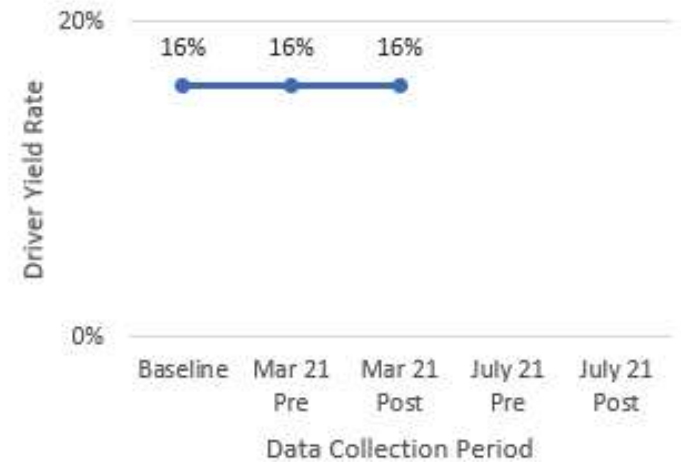 20%
16% 16% 16%
Driver Yield Rate
0%
Baseline Mar 21 Mar 21 July 21 July 21
Pre Post Pre Post
Data Collection Period